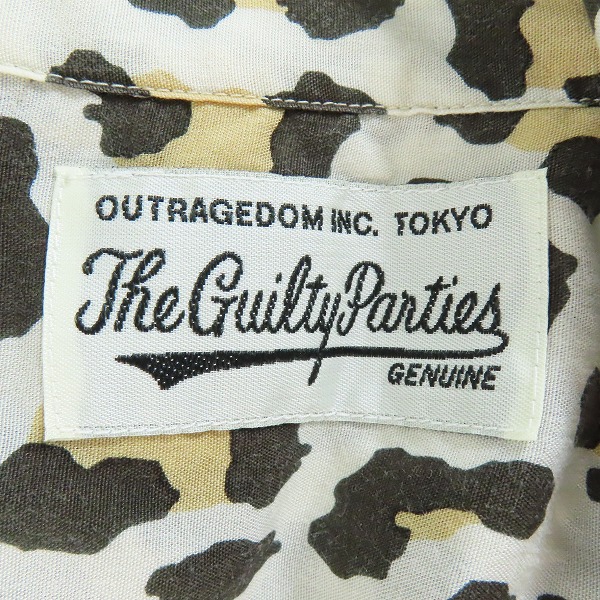 OUTRAGEDOM INC. TOKYO
The Guilty Parties
GENUINE